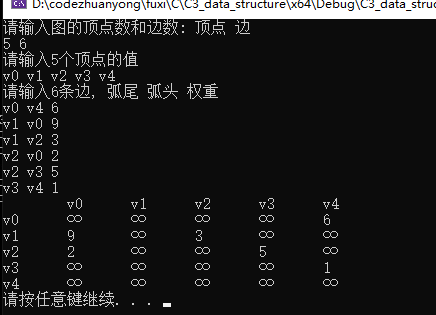 D:\codezhuanyong\fuxi\C\C3_data_structure\x64\Debug\C3_data_stru
请输入图的顶点数和边数: 顶点 边
5 6
请输入5个顶点的值
v0 v1 v2 v3 v4
请输入6条边, 弧尾 弧头 权重
v0 v4 6
v1 v0 9
v1 v2 3
v2 v0 2
v2 v3 5
v3 v4 1
v0 v1 v2 v3 v4
v0 ∞ ∞ ∞ ∞ 6
v1 9 ∞ 3 ∞ ∞
v2 2 ∞ ∞ 5 ∞
v3 ∞ ∞ ∞ ∞ 1
v4 ∞ ∞ ∞ ∞ ∞
请按任意键继续. . .